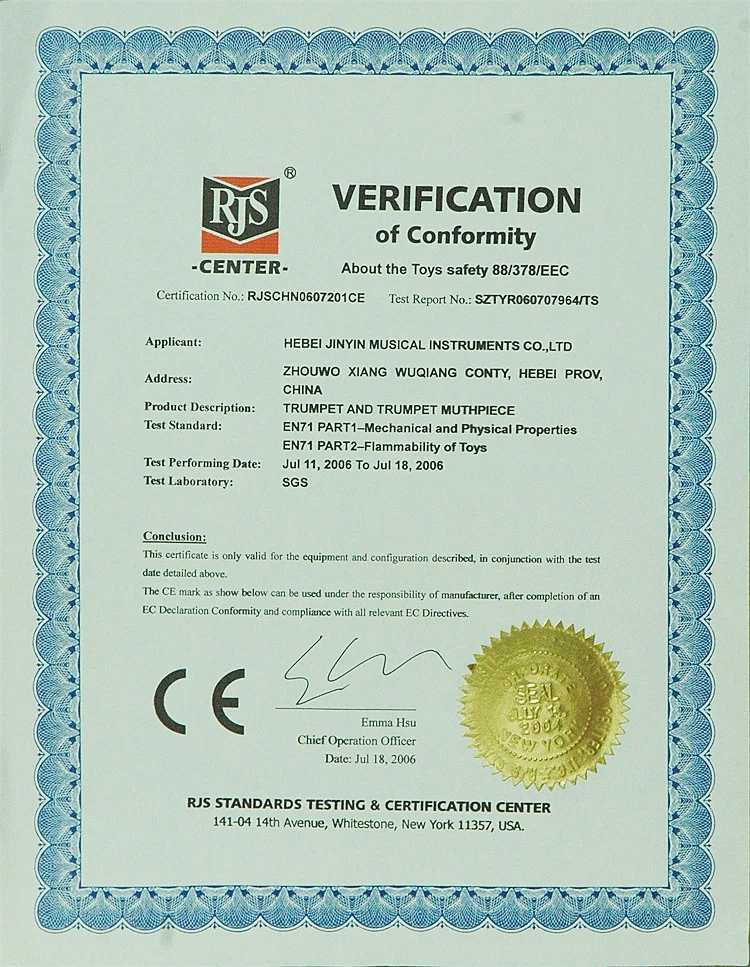 RJS ®
-CENTER-
VERIFICATION
of Conformity
About the Toys safety 88/378/EEC
Certification No.: RJSCHN0607201CE Test Report No.: SZTYR060707964/TS
Applicant: HEBEI JINYIN MUSICAL INSTRUMENTS CO.,LTD
Address: ZHOUWO XIANG WUQIANG CONTY, HEBEI PROV,
CHINA
Product Description: TRUMPET AND TRUMPET MUTHPIECE
Test Standard: EN71 PART1–Mechanical and Physical Properties
EN71 PART2–Flammability of Toys
Test Performing Date: Jul 11, 2006 To Jul 18, 2006
Test Laboratory: SGS
Conclusion:
This certificate is only valid for the equipment and configuration described, in conjunction with the test
date detailed above.
The CE mark as show below can be used under the responsibility of manufacturer, after completion of an
EC Declaration Conformity and compliance with all relevant EC Directives.
CE
Emma Hsu
Chief Operation Officer
Date: Jul 18, 2006
SEAL
2004
NEW YORK
RJS STANDARDS TESTING & CERTIFICATION CENTER
141-04 14th Avenue, Whitestone, New York 11357, USA.